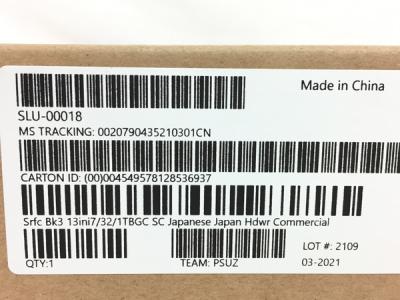 Made in China
SLU-00018
MS TRACKING: 0020790435210301CN
CARTON ID: (00)004549578128536937
Srfc Bk3 13ini7/32/1TBGC SC Japanese Japan Hdwr Commercial
LOT #: 2109
QTY:1 TEAM: PSUZ 03-2021